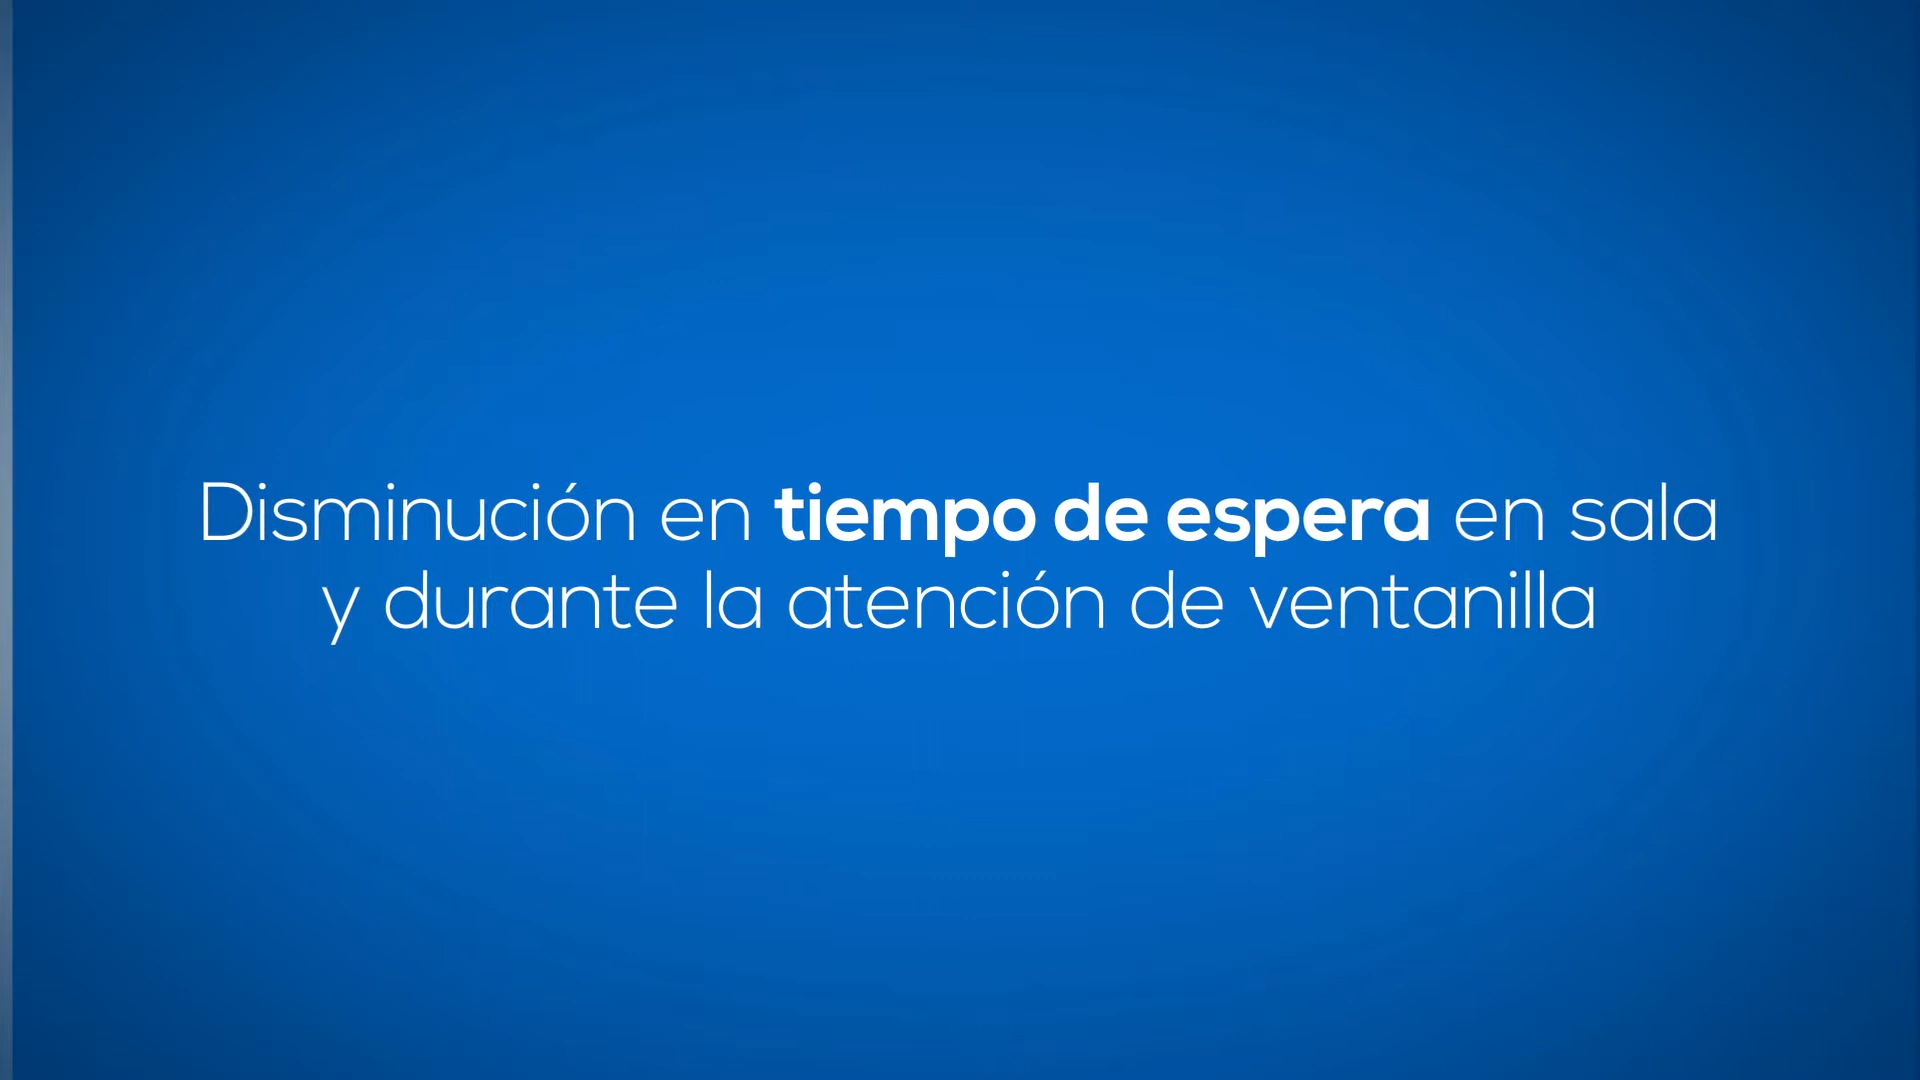 Disminución en tiempo de espera en sala
y durante la atención de ventanilla